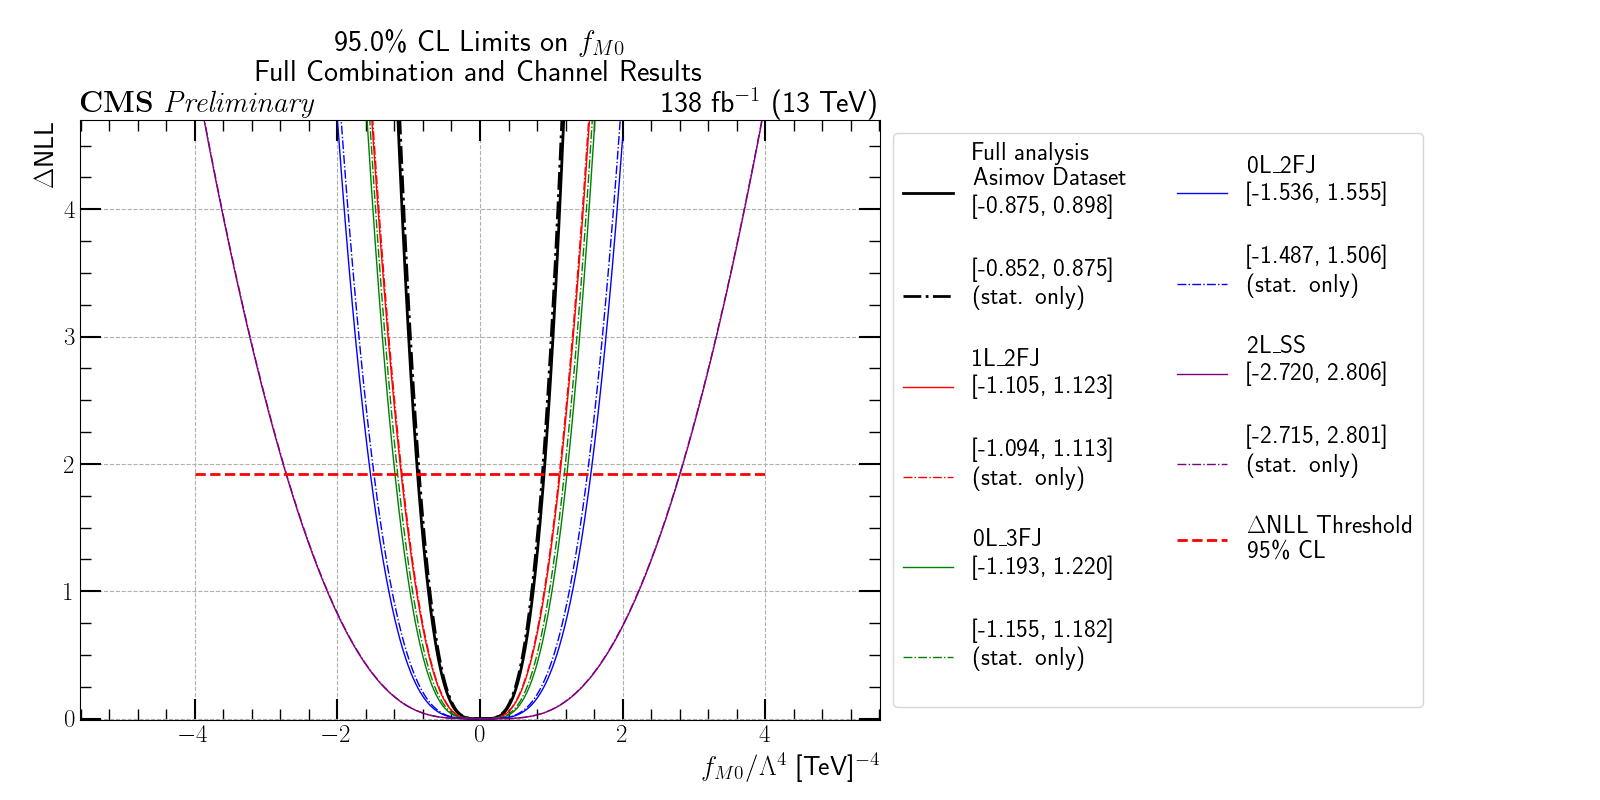 95.0% CL Limits on f_{M0}
Full Combination and Channel Results
CMS Preliminary
138 fb^{-1} (13 TeV)
ΔNLL
4
3
2
1
0
−4
−2
0
2
4
f_{M0}/Λ^4 [TeV]^{-4}
Full analysis
Asimov Dataset
[-0.875, 0.898]
[-0.852, 0.875]
(stat. only)
1L_2FJ
[-1.105, 1.123]
[-1.094, 1.113]
(stat. only)
0L_3FJ
[-1.193, 1.220]
[-1.155, 1.182]
(stat. only)
0L_2FJ
[-1.536, 1.555]
[-1.487, 1.506]
(stat. only)
2L_SS
[-2.720, 2.806]
[-2.715, 2.801]
(stat. only)
ΔNLL Threshold
95% CL